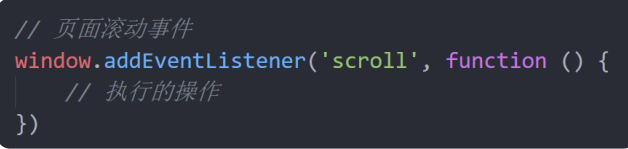 // 页面滚动事件
window.addEventListener('scroll', function () {
    // 执行的操作
})